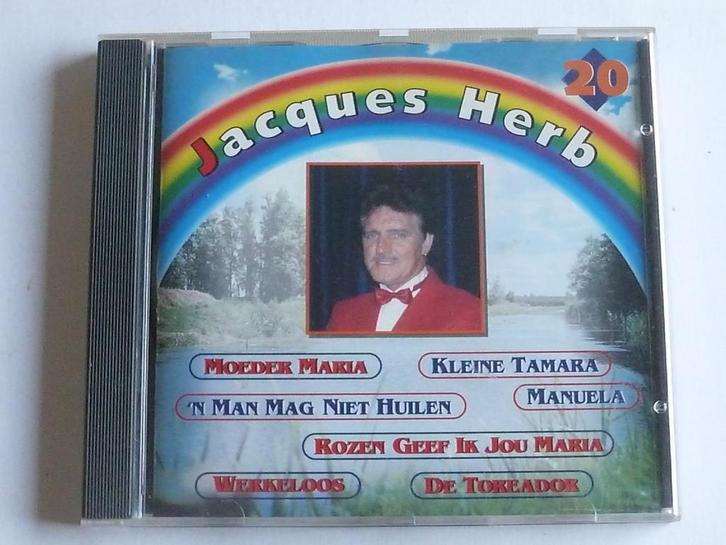 20
Jacques Herb
MOEDER MARIA
KLEINE TAMARA
'N MAN MAG NIET HUILEN
MANUELA
ROZEN GEEF IK JOU MARIA
WERKELOOS
DE TOREADOR